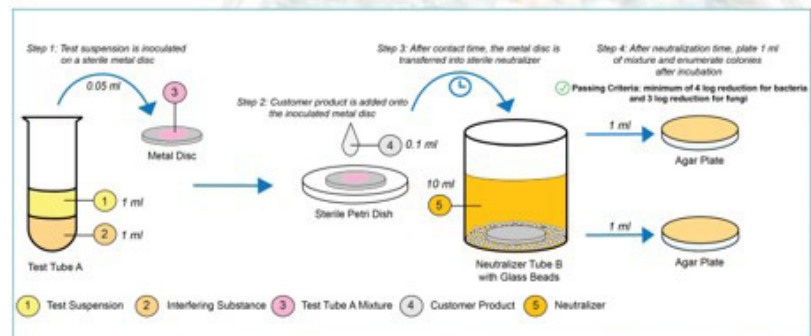 Step 1: Test suspension is inoculated
on a sterile metal disc
0.05 ml
3
Metal Disc
1
1 ml
2
1 ml
Test Tube A
Step 2: Customer product is added onto
the inoculated metal disc
4
0.1 ml
Sterile Petri Dish
Step 3: After contact time, the metal disc is
transferred into sterile neutralizer
10 ml
5
Neutralizer Tube B
with Glass Beads
Step 4: After neutralization time, plate 1 ml
of mixture and enumerate colonies
after incubation
Passing Criteria: minimum of 4 log reduction for bacteria
and 3 log reduction for fungi
1 ml
Agar Plate
1 ml
Agar Plate
1 Test Suspension 2 Interfering Substance 3 Test Tube A Mixture 4 Customer Product 5 Neutralizer